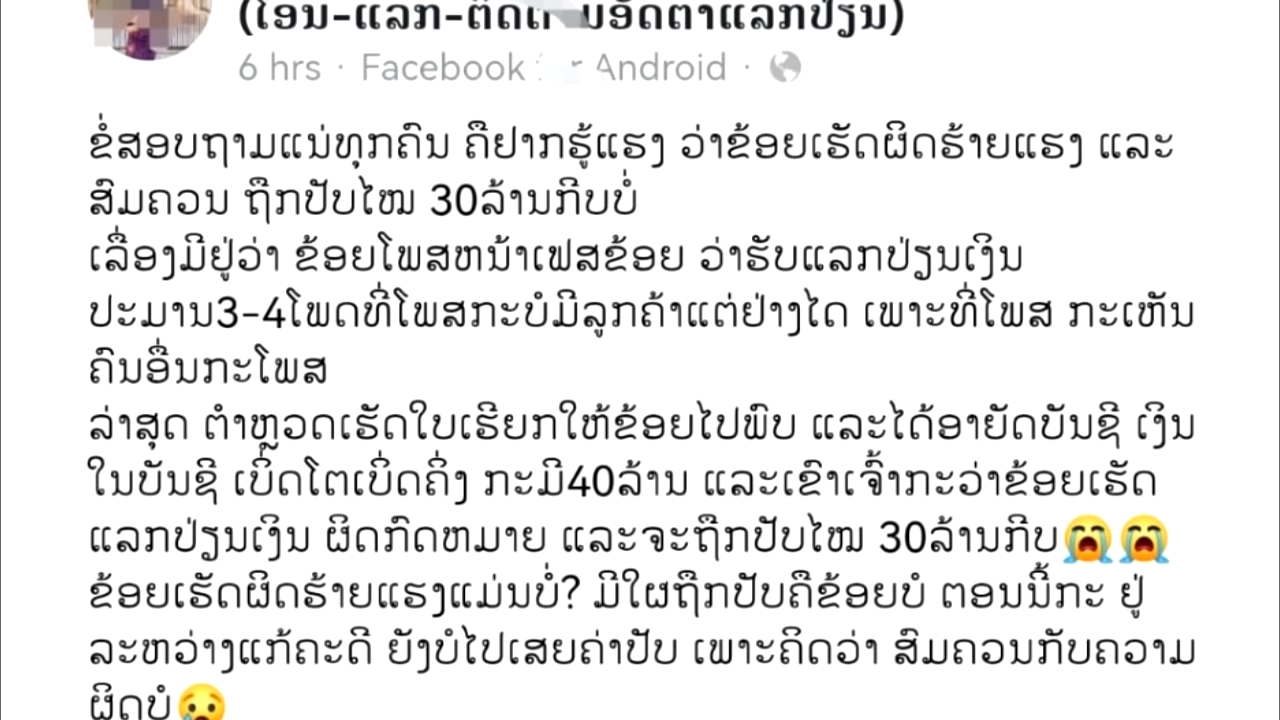 (ໂອນ-ແລກ-ຕິດຕ ບອັດຕາແລກປ່ຽນ)
6 hrs · Facebook for Android ·
ຂໍ່ສອບຖາມແນ່ທຸກຄົນ ຄືຢາກຮູ້ແຮງ ວ່າຂ້ອຍເຮັດຜິດຮ້າຍແຮງ ແລະ
ສົມຄວນ ຖືກປັບໄໝ 30ລ້ານກີບບໍ່
ເລື່ອງມີຢູ່ວ່າ ຂ້ອຍໂພສຫນ້າເຟສຂ້ອຍ ວ່າຮັບແລກປ່ຽນເງິນ
ປະມານ3-4ໂພດທີ່ໂພສກະບໍມີລູກຄ້າແຕ່ຢ່າງໄດ ເພາະທີ່ໂພສ ກະເຫັນ
ຄົນອື່ນກະໂພສ
ລ່າສຸດ ຕຳຫຼວດເຮັດໃບເຮີຍກໃຫ້ຂ້ອຍໄປພົບ ແລະໄດ້ອາຍັດບັນຊີ ເງິນ
ໃນບັນຊີ ເບິ່ດໂຕເບິ່ດຄິ່ງ ກະມີ40ລ້ານ ແລະເຂົາເຈົ້າກະວ່າຂ້ອຍເຮັດ
ແລກປ່ຽນເງິນ ຜິດກົດຫມາຍ ແລະຈະຖືກປັບໄໝ 30ລ້ານກີບ😭😭
ຂ້ອຍເຮັດຜິດຮ້າຍແຮງແມ່ນບໍ່? ມີໃຜຖືກປັບຄືຂ້ອຍບໍ ຕອນນີ້ກະ ຢູ່
ລະຫວ່າງແກ້ຄະດີ ຍັງບໍໄປເສຍຄ່າປັບ ເພາະຄິດວ່າ ສົມຄວນກັບຄວາມ
ຜິດບໍ😢